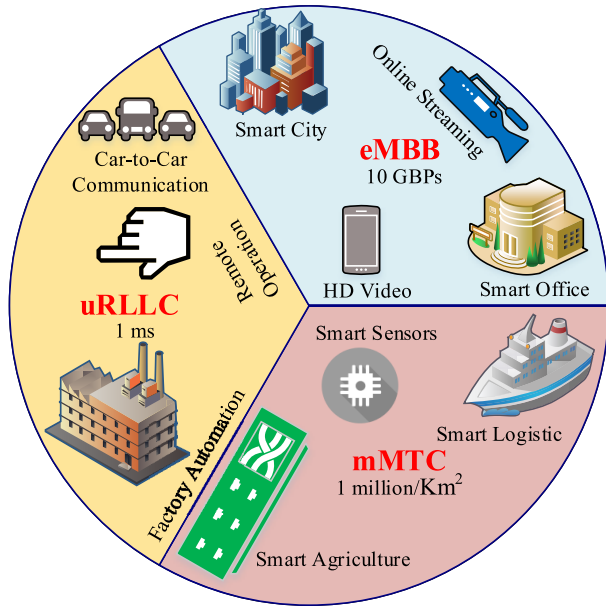 Smart City
Online Streaming
eMBB
10 GBPs
HD Video
Smart Office
Car-to-Car
Communication
Remote
Operation
uRLLC
1 ms
Factory Automation
Smart Sensors
Smart Logistic
mMTC
1 million/Km²
Smart Agriculture